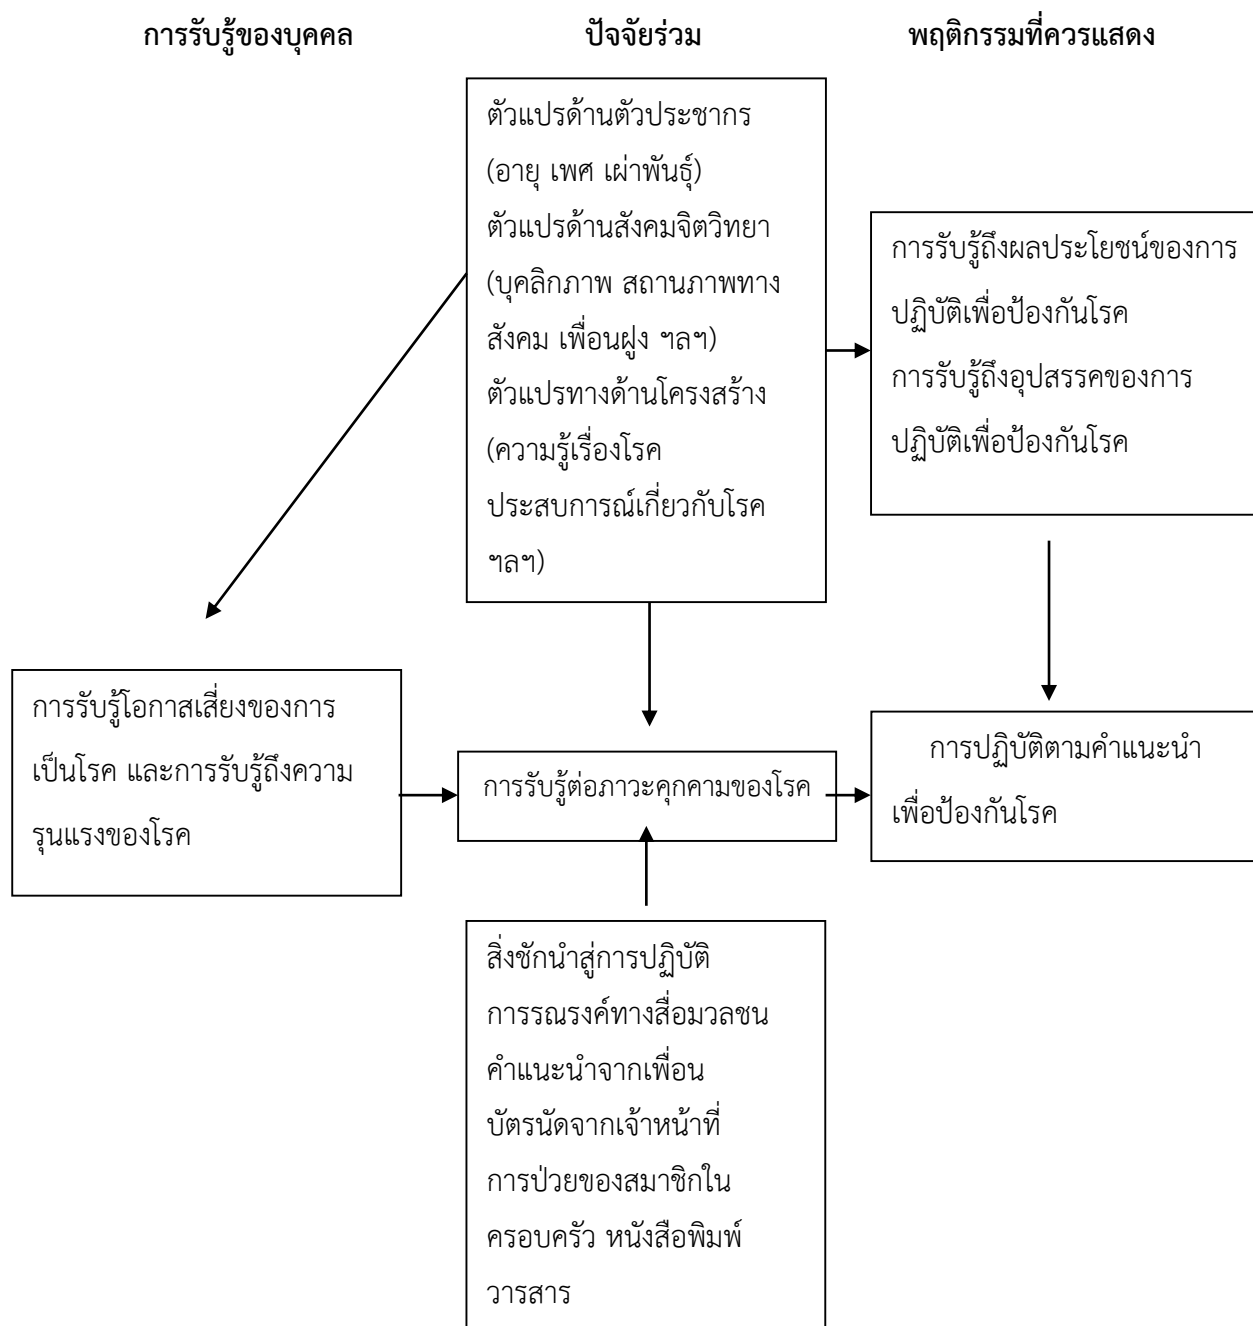 การรับรู้ของบุคคล
ปัจจัยร่วม
พฤติกรรมที่ควรแสดง
ตัวแปรด้านตัวประชากร
(อายุ เพศ เผ่าพันธุ์)
ตัวแปรด้านสังคมจิตวิทยา
(บุคลิกภาพ สถานภาพทาง
สังคม เพื่อนฝูง ฯลฯ)
ตัวแปรทางด้านโครงสร้าง
(ความรู้เรื่องโรค
ประสบการณ์เกี่ยวกับโรค
ฯลฯ)
การรับรู้ถึงผลประโยชน์ของการ
ปฏิบัติเพื่อป้องกันโรค
การรับรู้ถึงอุปสรรคของการ
ปฏิบัติเพื่อป้องกันโรค
การรับรู้โอกาสเสี่ยงของการ
เป็นโรค และการรับรู้ถึงความ
รุนแรงของโรค
การรับรู้ต่อภาวะคุกคามของโรค
การปฏิบัติตามคำแนะนำ
เพื่อป้องกันโรค
สิ่งชักนำสู่การปฏิบัติ
การรณรงค์ทางสื่อมวลชน
คำแนะนำจากเพื่อน
บัตรนัดจากเจ้าหน้าที่
การป่วยของสมาชิกใน
ครอบครัว หนังสือพิมพ์
วารสาร